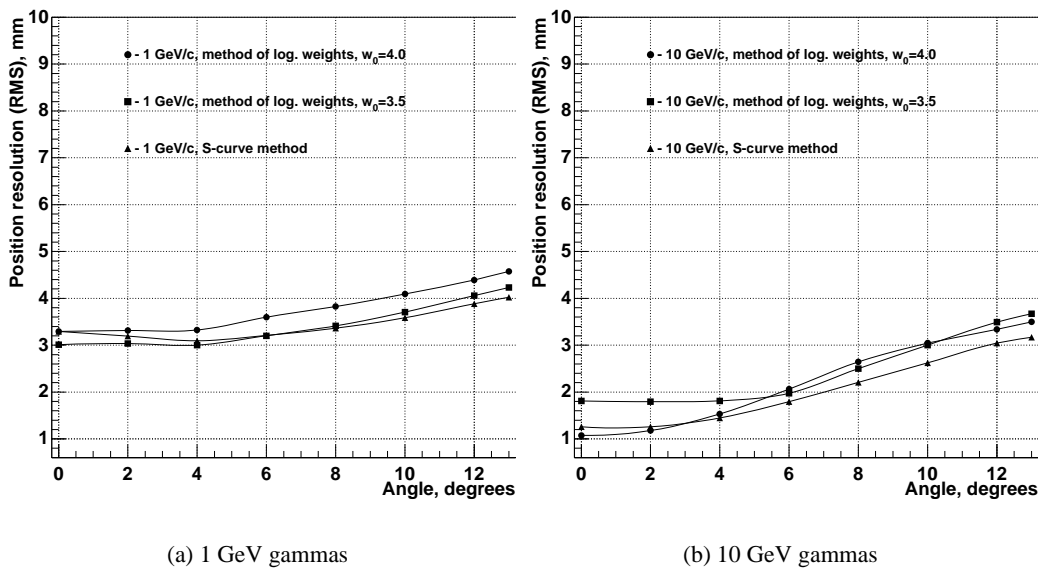 Position resolution (RMS), mm
10
9
8
7
6
5
4
3
2
1
- 1 GeV/c, method of log. weights, w0=4.0
- 1 GeV/c, method of log. weights, w0=3.5
- 1 GeV/c, S-curve method
0 2 4 6 8 10 12
Angle, degrees
(a) 1 GeV gammas
Position resolution (RMS), mm
10
9
8
7
6
5
4
3
2
1
- 10 GeV/c, method of log. weights, w0=4.0
- 10 GeV/c, method of log. weights, w0=3.5
- 10 GeV/c, S-curve method
0 2 4 6 8 10 12
Angle, degrees
(b) 10 GeV gammas